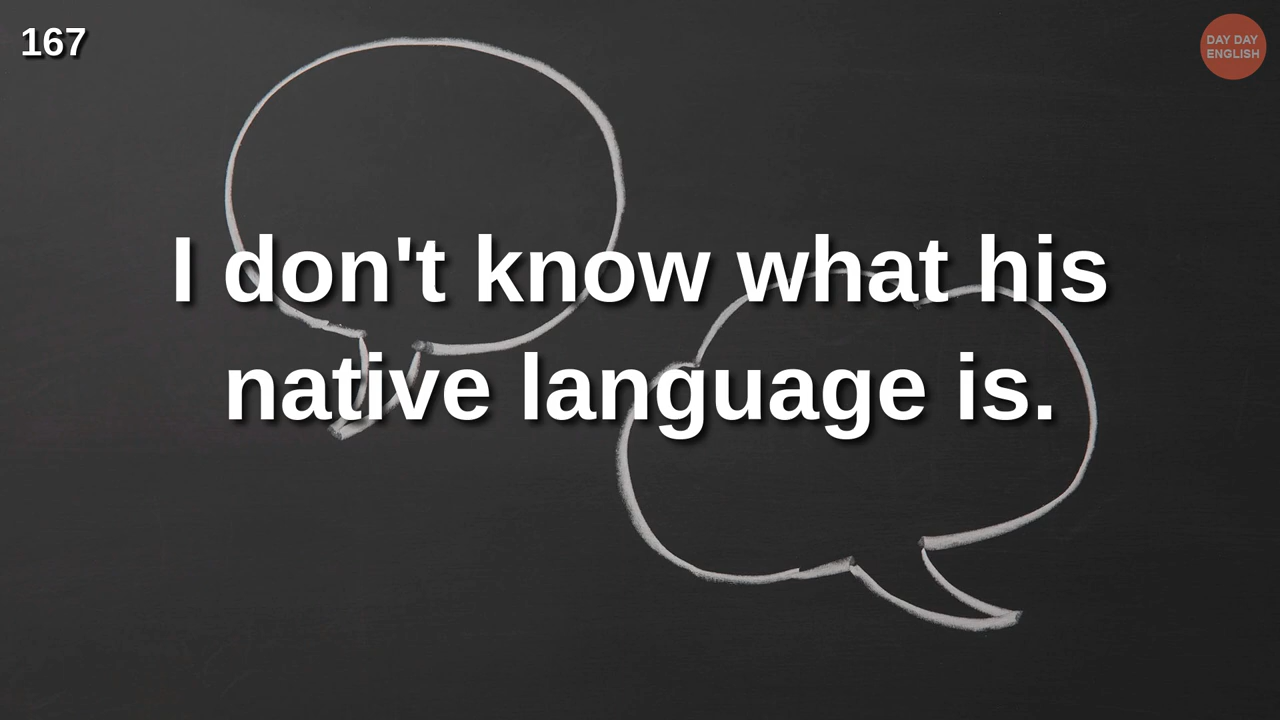 167
DAY DAY
ENGLISH
I don't know what his
native language is.